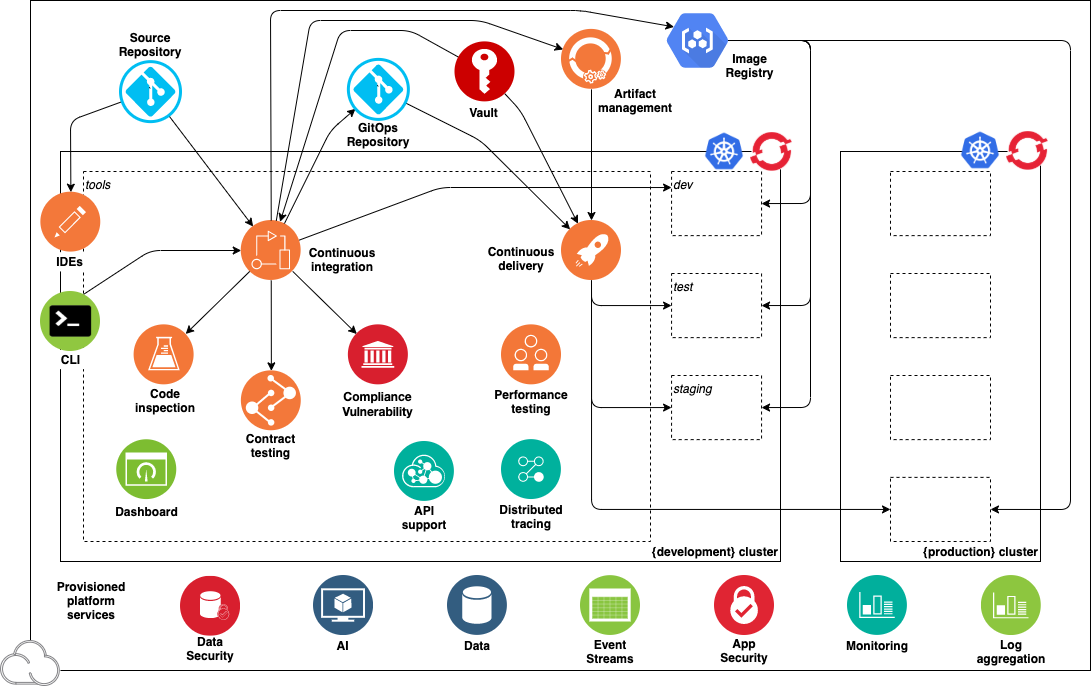 Source
Repository
GitOps
Repository
Vault
Artifact
management
Image
Registry
tools
dev
IDEs
Continuous
integration
Continuous
delivery
test
>_
CLI
staging
Code
inspection
Contract
testing
Compliance
Vulnerability
Performance
testing
Dashboard
API
support
Distributed
tracing
{development} cluster
{production} cluster
Provisioned
platform
services
Data
Security
AI
Data
Event
Streams
App
Security
Monitoring
Log
aggregation